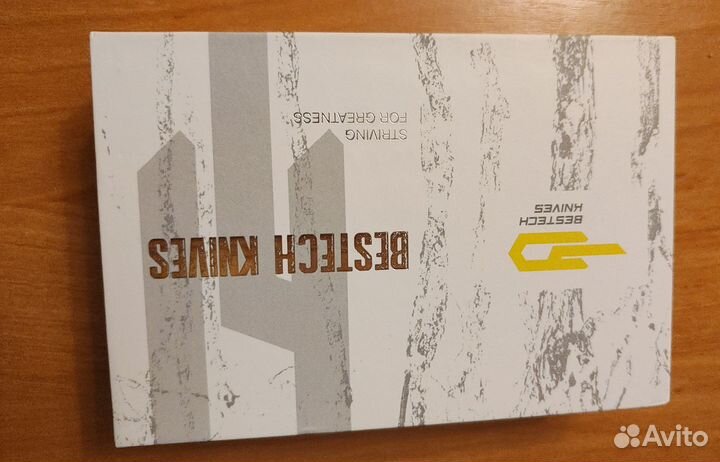 STRIVING
FOR GREATNESS
BESTECH KNIVES
BESTECH
KNIVES
Avito